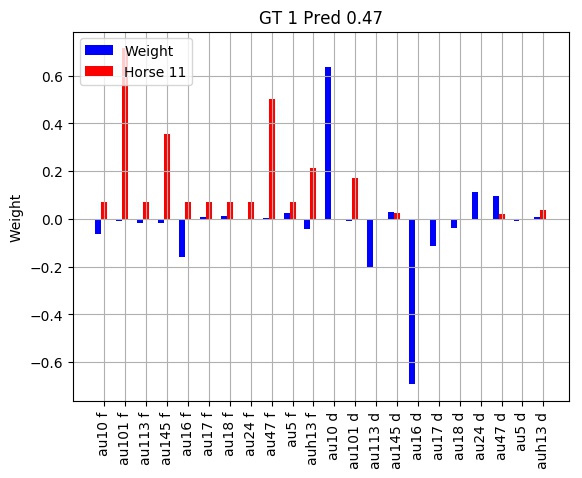 GT 1 Pred 0.47
Weight
Horse 11
Weight
0.6
0.4
0.2
0.0
−0.2
−0.4
−0.6
au10 f
au101 f
au113 f
au145 f
au16 f
au17 f
au18 f
au24 f
au47 f
au5 f
auh13 f
au10 d
au101 d
au113 d
au145 d
au16 d
au17 d
au18 d
au24 d
au47 d
au5 d
auh13 d